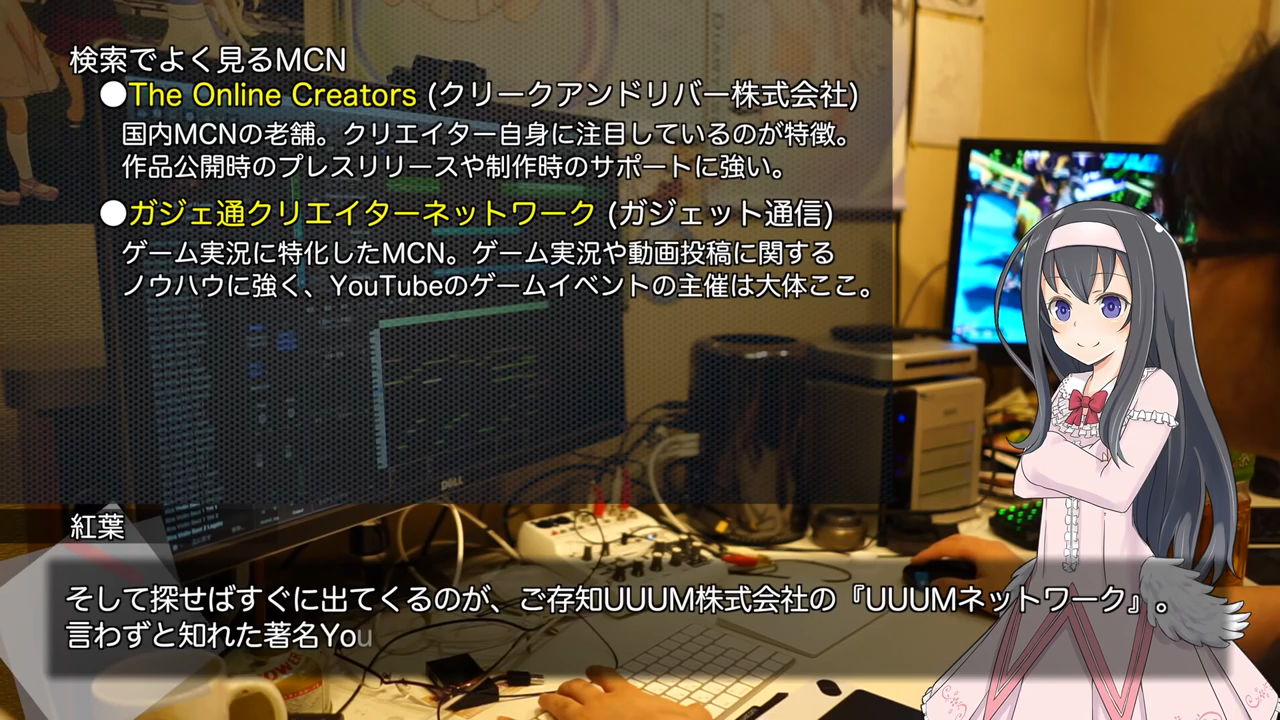 検索でよく見るMCN
●The Online Creators (クリークアンドリバー株式会社)
国内MCNの老舗。クリエイター自身に注目しているのが特徴。
作品公開時のプレスリリースや制作時のサポートに強い。
●ガジェ通クリエイターネットワーク (ガジェット通信)
ゲーム実況に特化したMCN。ゲーム実況や動画投稿に関する
ノウハウに強く、YouTubeのゲームイベントの主催は大体ここ。
DELL
紅葉
そして探せばすぐに出てくるのが、ご存知UUUM株式会社の『UUUMネットワーク』。
言わずと知れた著名You